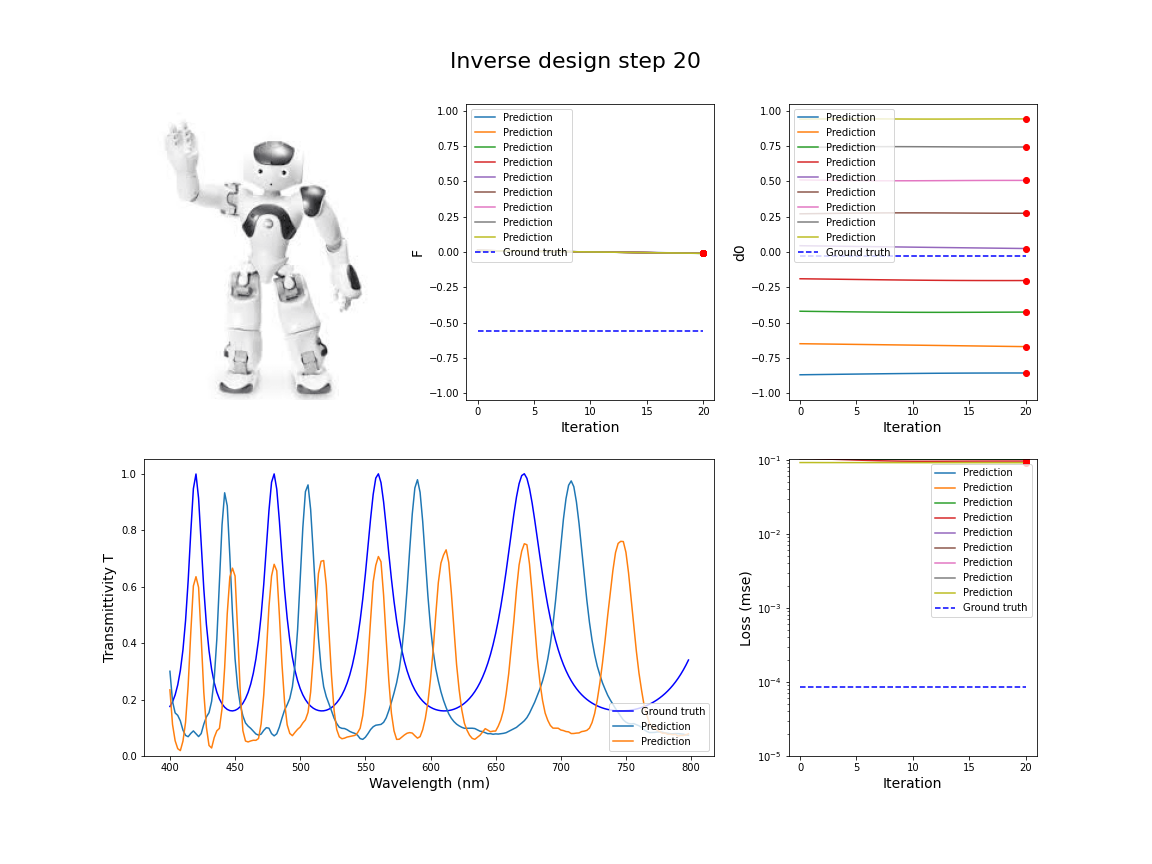 Inverse design step 20
F
1.00
0.75
0.50
0.25
0.00
−0.25
−0.50
−0.75
−1.00
Prediction
Prediction
Prediction
Prediction
Prediction
Prediction
Prediction
Prediction
Prediction
Ground truth
0 5 10 15 20
Iteration
d0
1.00
0.75
0.50
0.25
0.00
−0.25
−0.50
−0.75
−1.00
Prediction
Prediction
Prediction
Prediction
Prediction
Prediction
Prediction
Prediction
Prediction
Ground truth
0 5 10 15 20
Iteration
Transmittivity T
1.0
0.8
0.6
0.4
0.2
0.0
Ground truth
Prediction
Prediction
400 450 500 550 600 650 700 750 800
Wavelength (nm)
Loss (mse)
10⁻¹
10⁻²
10⁻³
10⁻⁴
10⁻⁵
Prediction
Prediction
Prediction
Prediction
Prediction
Prediction
Prediction
Prediction
Prediction
Ground truth
0 5 10 15 20
Iteration